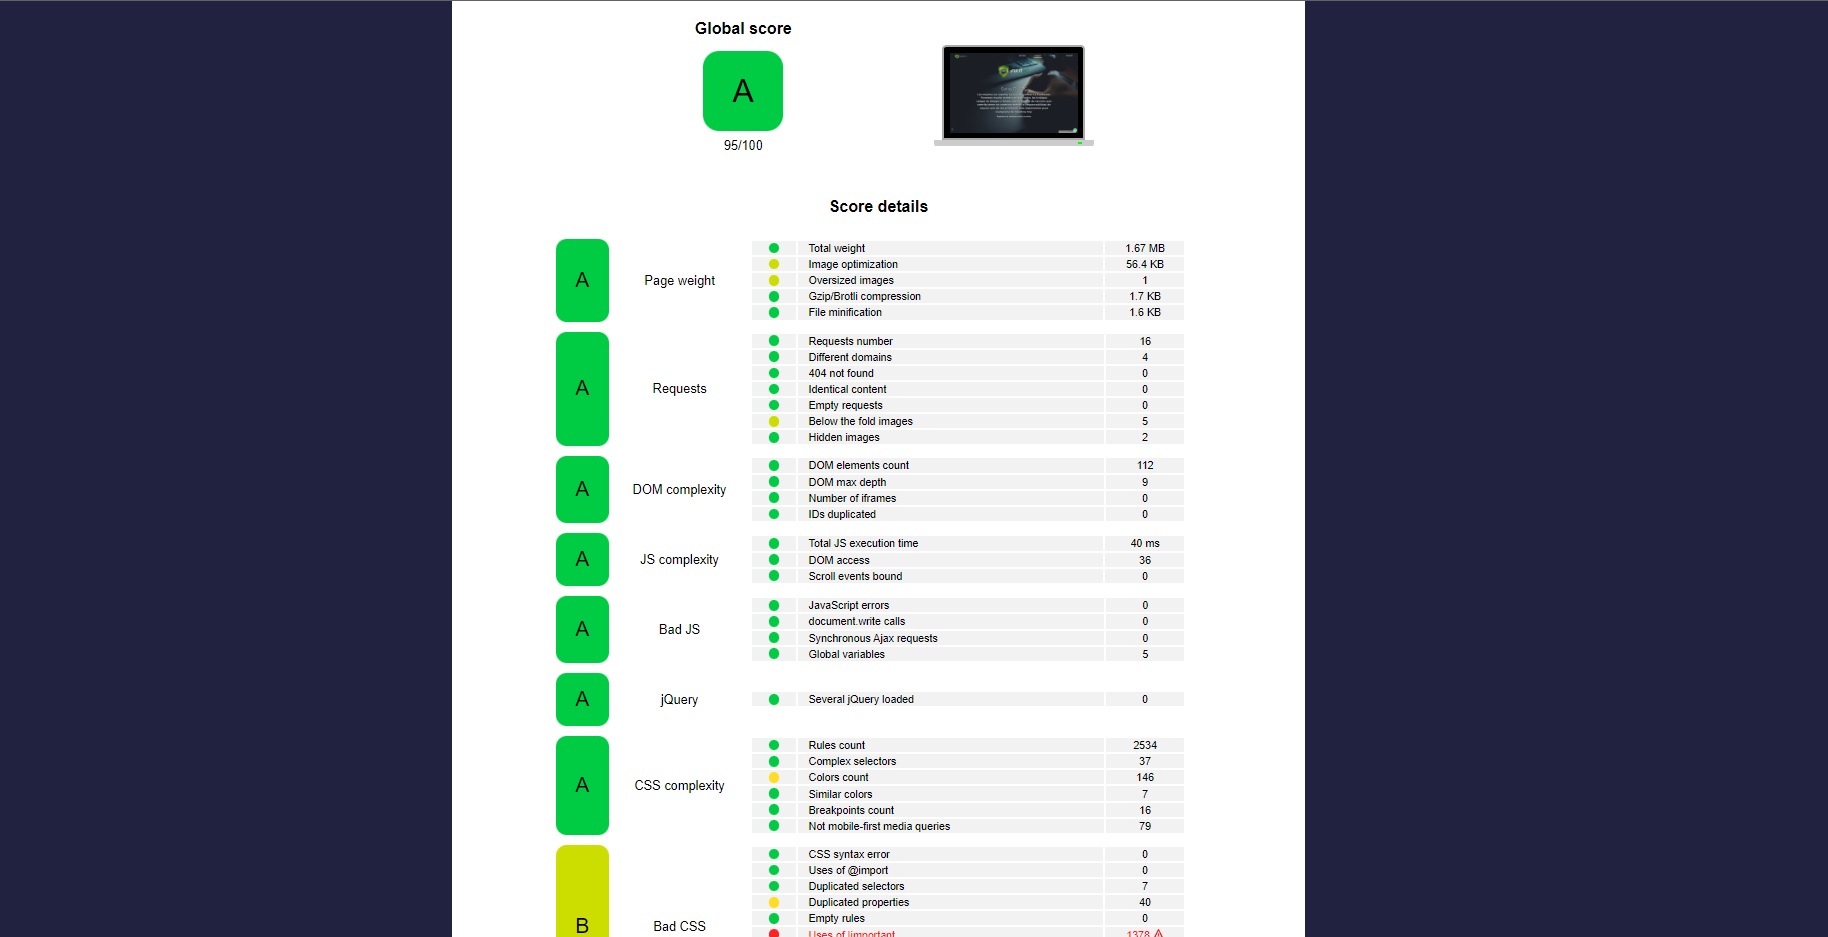 Global score
A
95/100
Score details
A
Page weight
Total weight 1.67 MB
Image optimization 56.4 KB
Oversized images 1
Gzip/Brotli compression 1.7 KB
File minification 1.6 KB
A
Requests
Requests number 16
Different domains 4
404 not found 0
Identical content 0
Empty requests 0
Below the fold images 5
Hidden images 2
A
DOM complexity
DOM elements count 112
DOM max depth 9
Number of iframes 0
IDs duplicated 0
A
JS complexity
Total JS execution time 40 ms
DOM access 36
Scroll events bound 0
A
Bad JS
JavaScript errors 0
document.write calls 0
Synchronous Ajax requests 0
Global variables 5
A
jQuery
Several jQuery loaded 0
A
CSS complexity
Rules count 2534
Complex selectors 37
Colors count 146
Similar colors 7
Breakpoints count 16
Not mobile-first media queries 79
B
Bad CSS
CSS syntax error 0
Uses of @import 0
Duplicated selectors 7
Duplicated properties 40
Empty rules 0
Uses of !important 1378